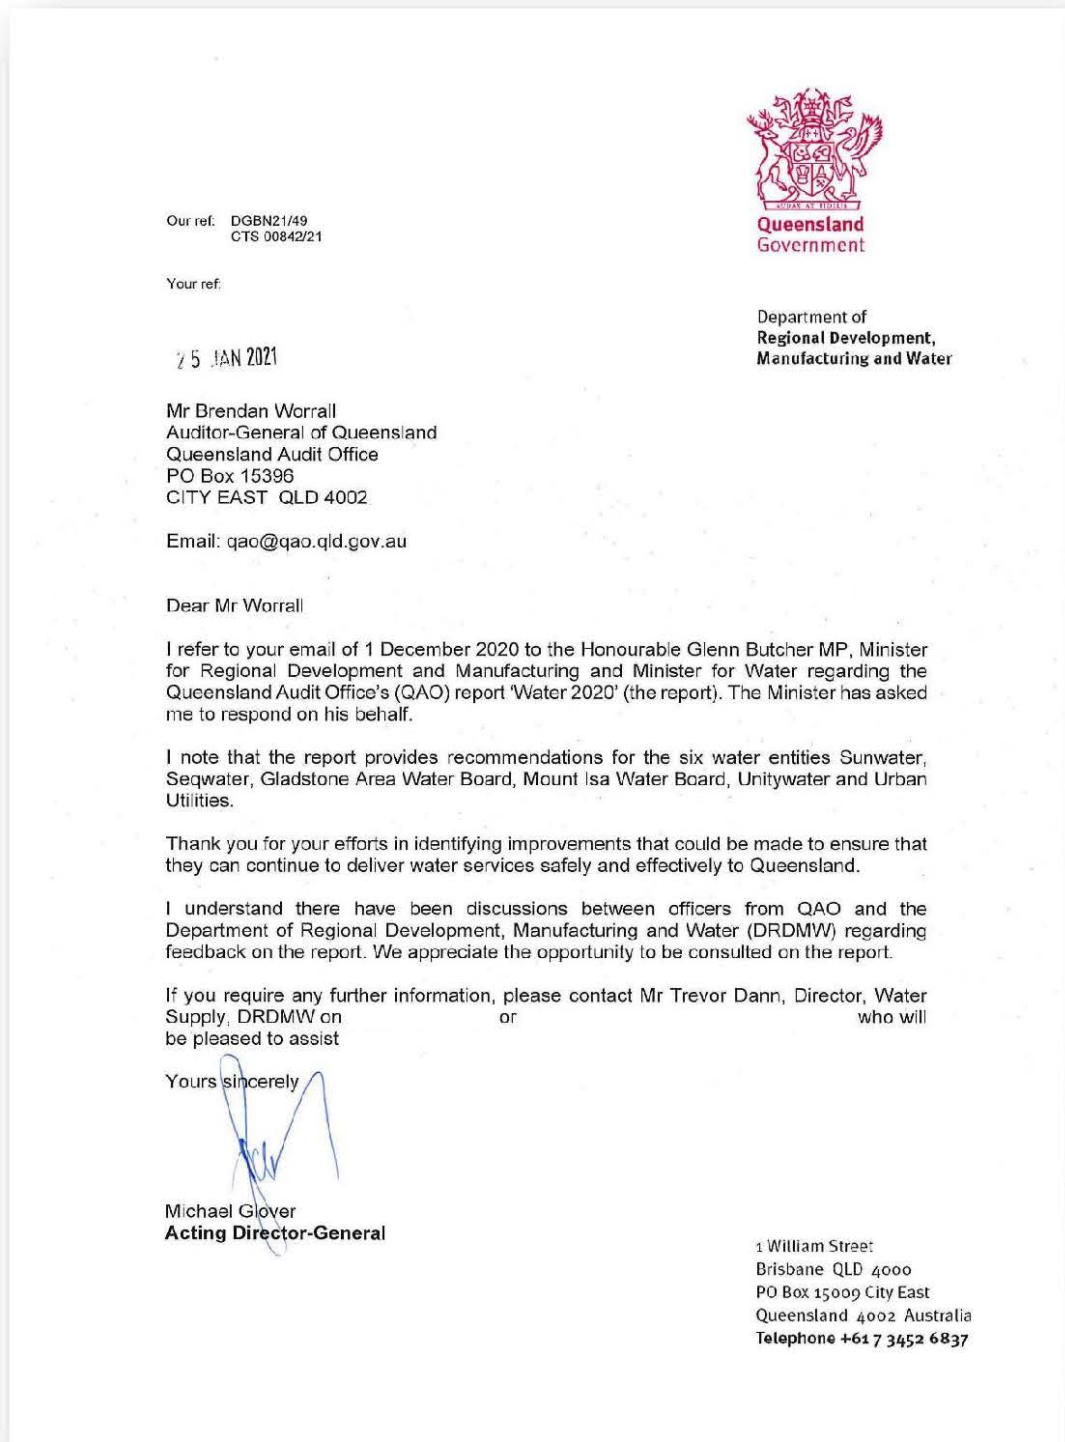 AUDAX AT FIDELIS
Queensland
Government
Our ref: DGBN21/49
CTS 00842/21
Your ref:
Department of
Regional Development,
Manufacturing and Water
25 JAN 2021
Mr Brendan Worrall
Auditor-General of Queensland
Queensland Audit Office
PO Box 15396
CITY EAST QLD 4002
Email: qao@qao.qld.gov.au
Dear Mr Worrall
I refer to your email of 1 December 2020 to the Honourable Glenn Butcher MP, Minister
for Regional Development and Manufacturing and Minister for Water regarding the
Queensland Audit Office's (QAO) report 'Water 2020' (the report). The Minister has asked
me to respond on his behalf.
I note that the report provides recommendations for the six water entities Sunwater,
Seqwater, Gladstone Area Water Board, Mount Isa Water Board, Unitywater and Urban
Utilities.
Thank you for your efforts in identifying improvements that could be made to ensure that
they can continue to deliver water services safely and effectively to Queensland.
I understand there have been discussions between officers from QAO and the
Department of Regional Development, Manufacturing and Water (DRDMW) regarding
feedback on the report. We appreciate the opportunity to be consulted on the report.
If you require any further information, please contact Mr Trevor Dann, Director, Water
Supply, DRDMW on or who will
be pleased to assist
Yours sincerely
Michael Glover
Acting Director-General
1 William Street
Brisbane QLD 4000
PO Box 15009 City East
Queensland 4002 Australia
Telephone +61 7 3452 6837